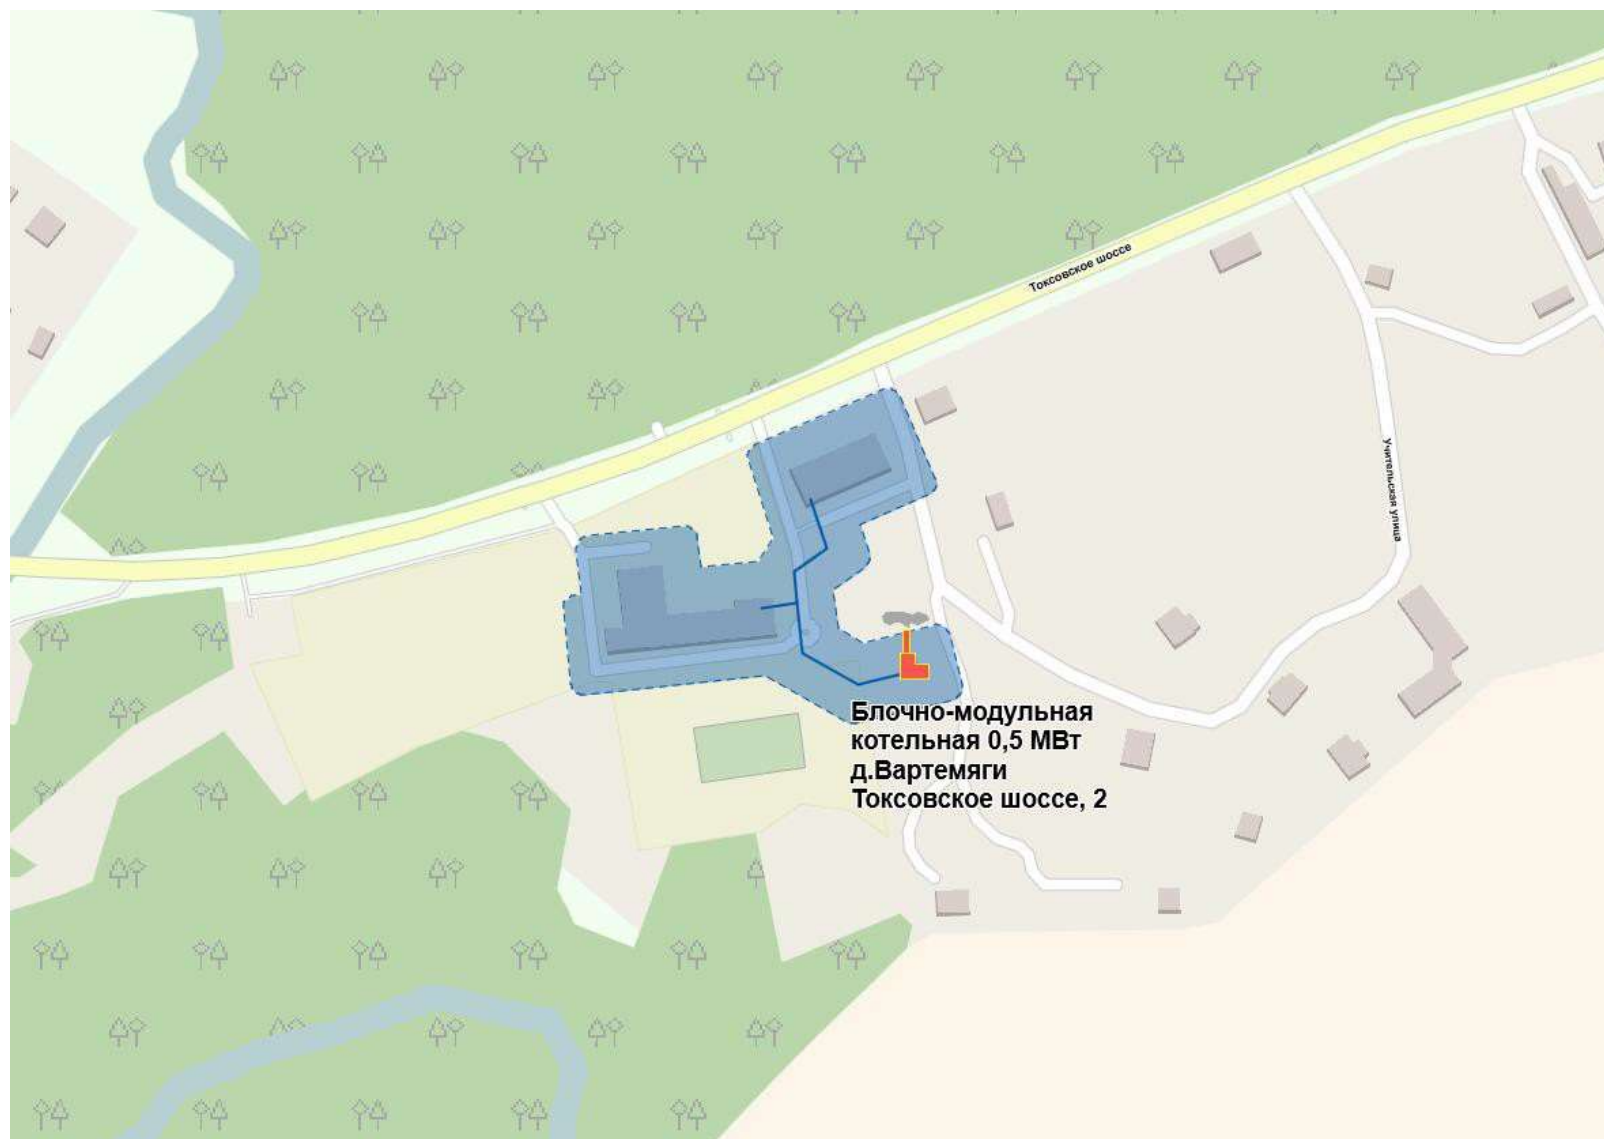 Токсовское шоссе
Учительская улица
Блочно-модульная
котельная 0,5 МВт
д.Вартемяги
Токсовское шоссе, 2